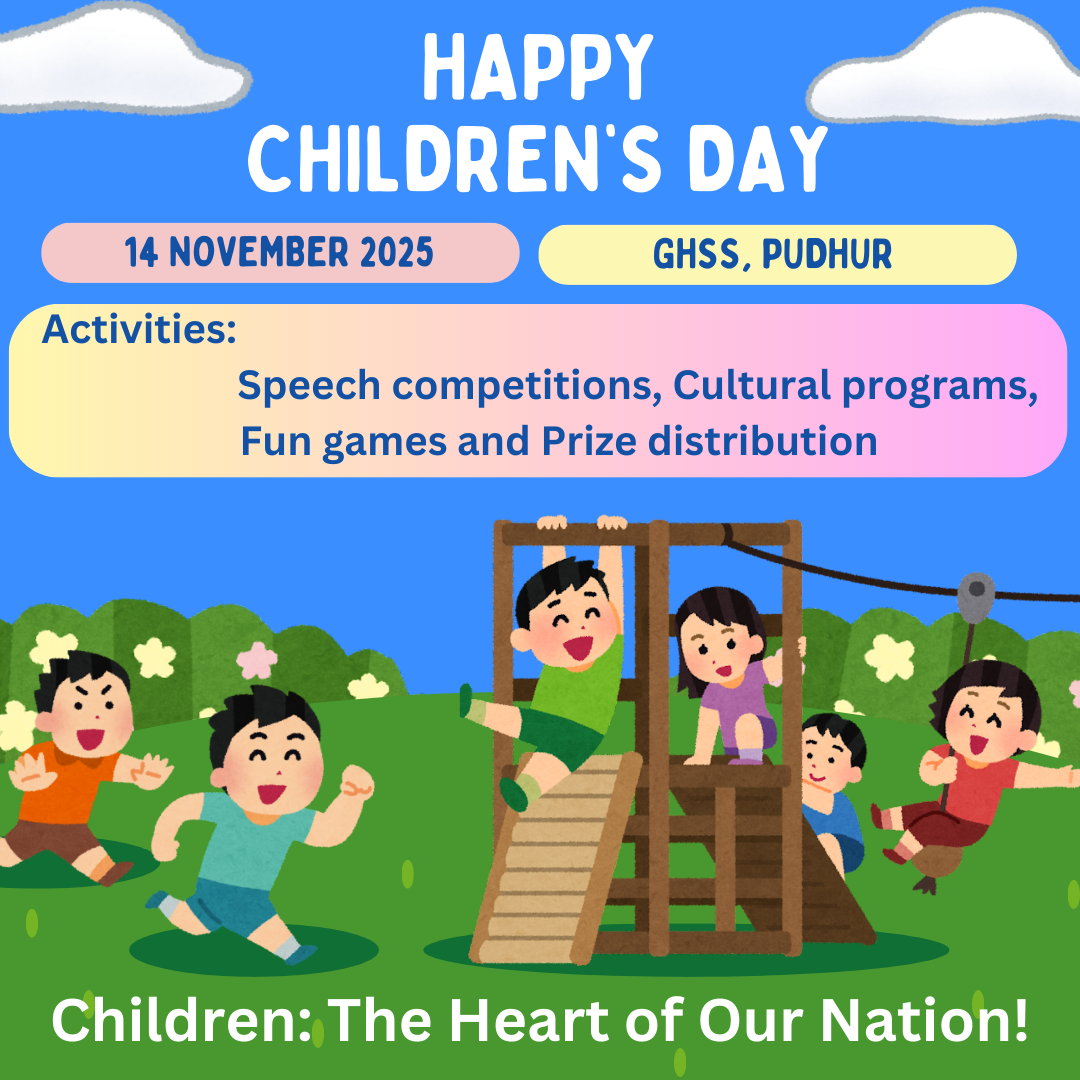 HAPPY
CHILDREN'S DAY
14 NOVEMBER 2025
GHSS, PUDHUR
Activities:
Speech competitions, Cultural programs,
Fun games and Prize distribution
Children: The Heart of Our Nation!